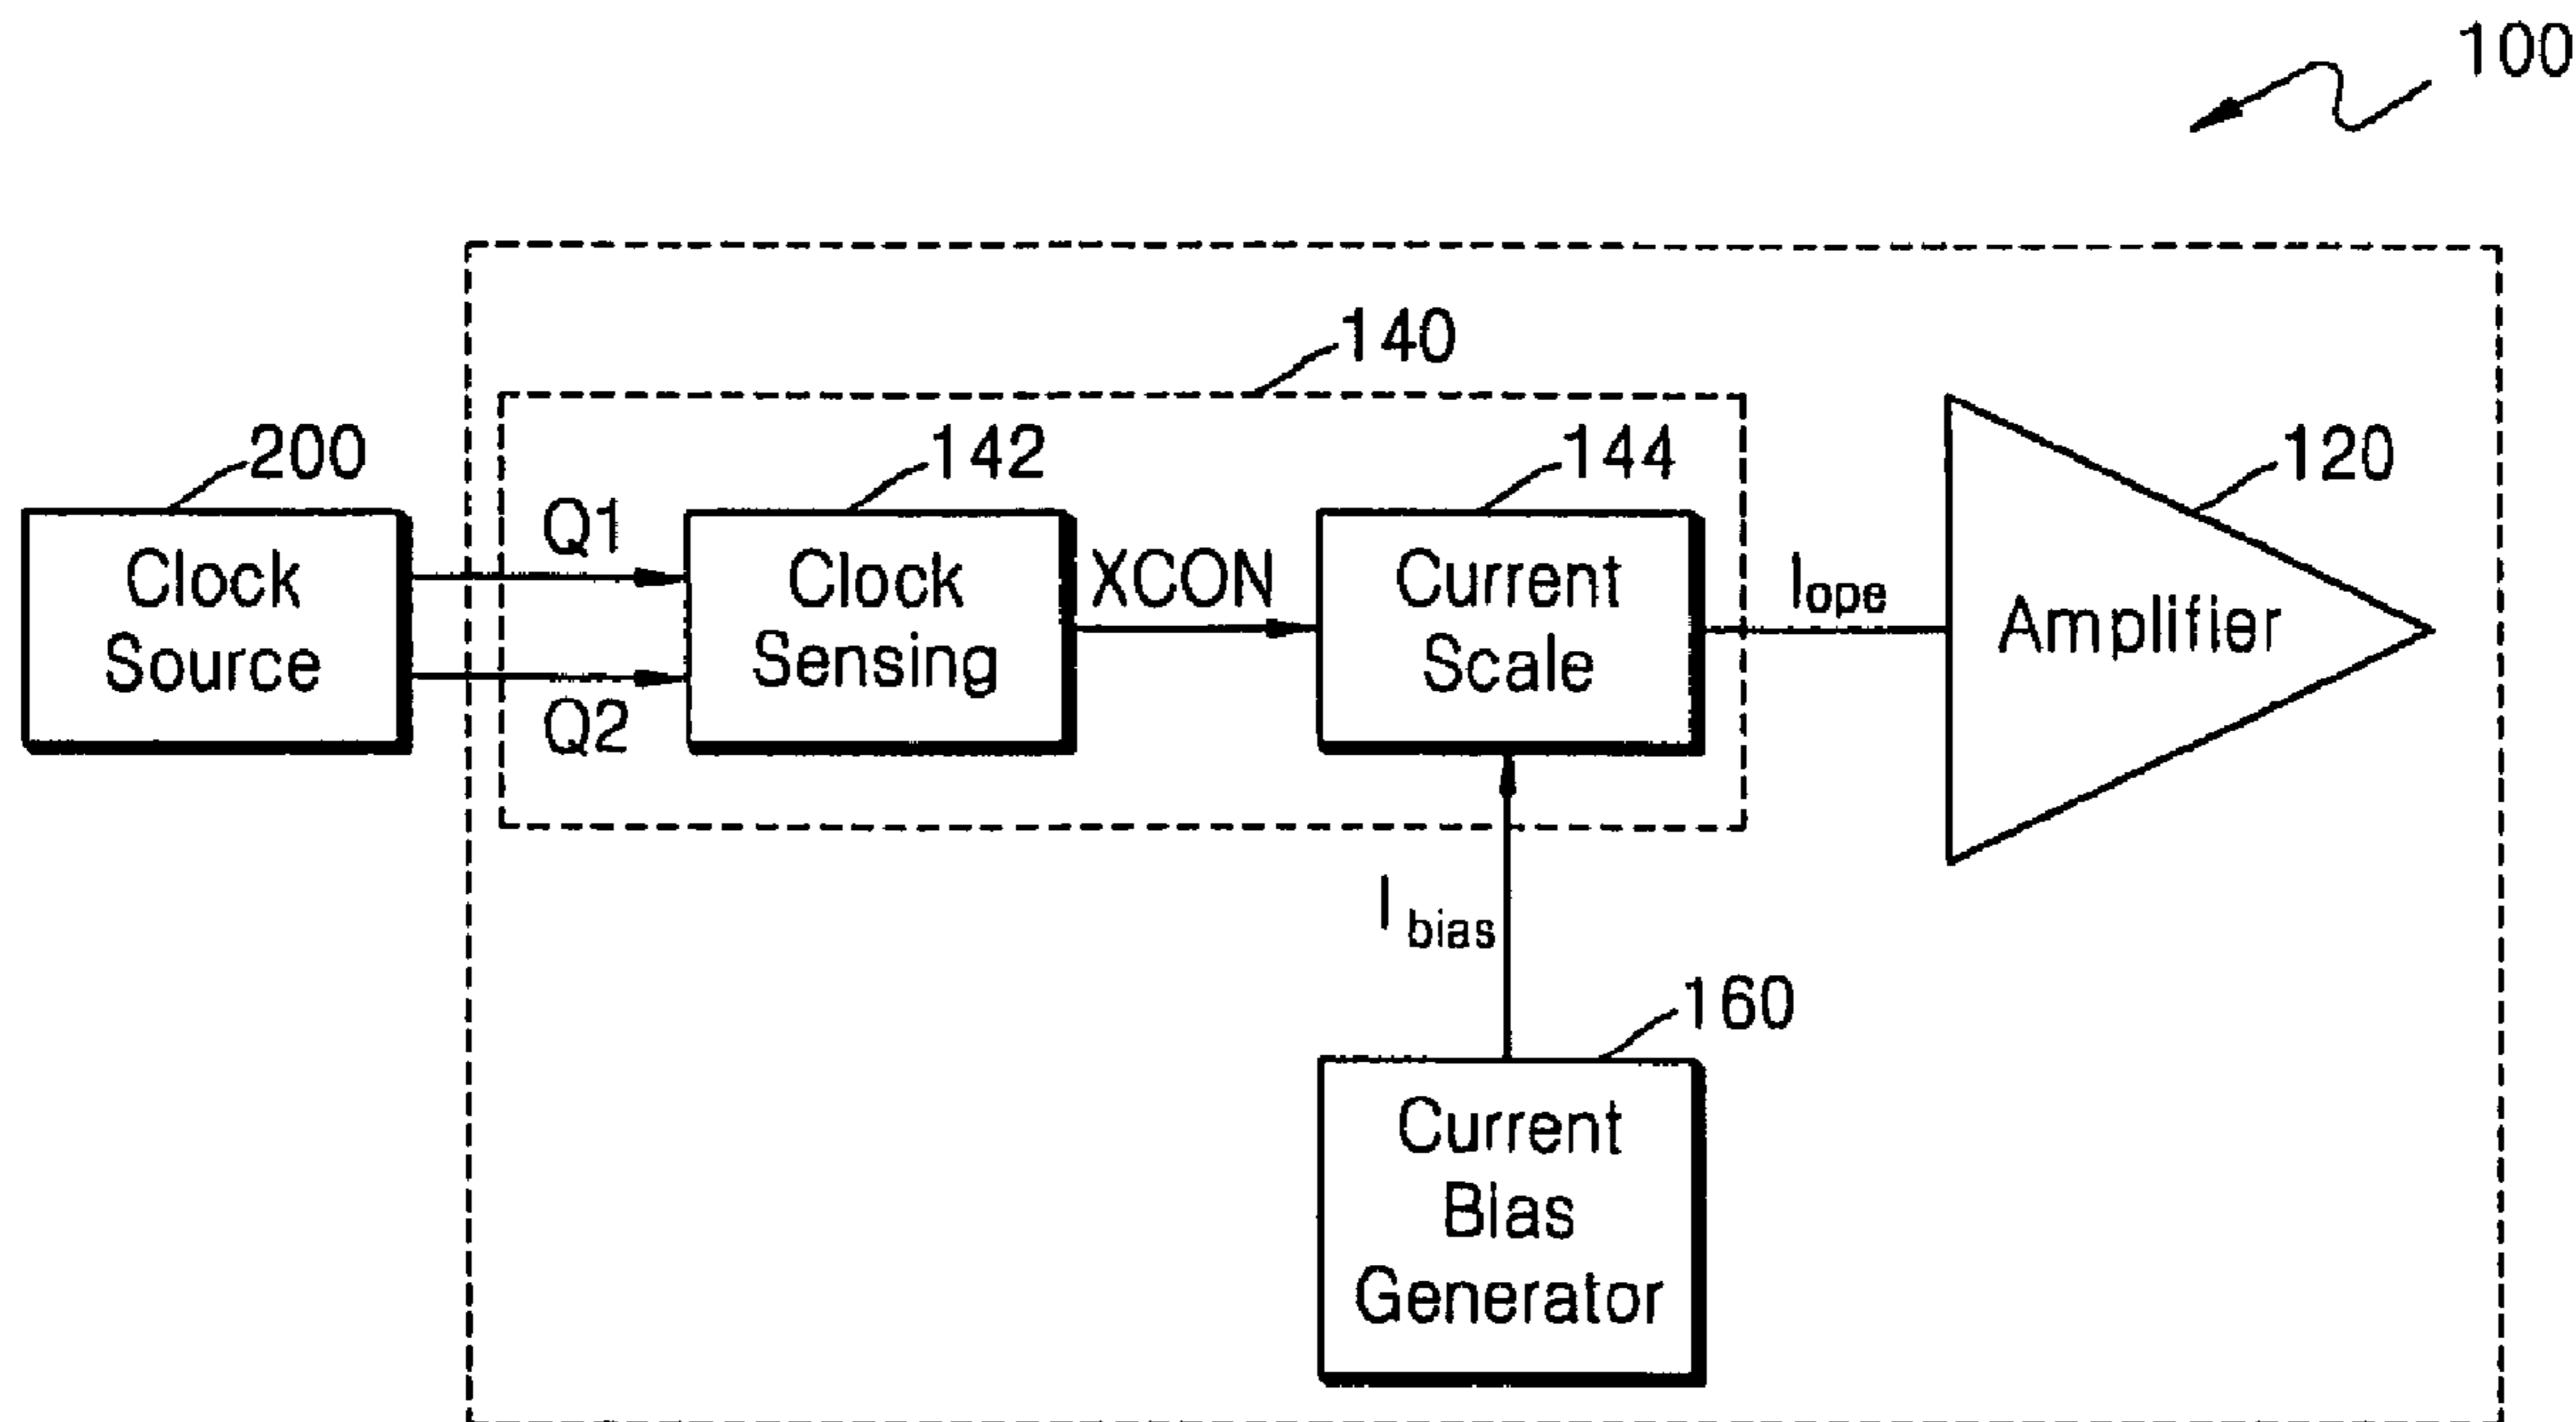 100
140
200
142
144
120
Q1
Clock
Source
Clock
Sensing
XCON
Current
Scale
Iope
Amplifier
Q2
I bias
160
Current
Bias
Generator